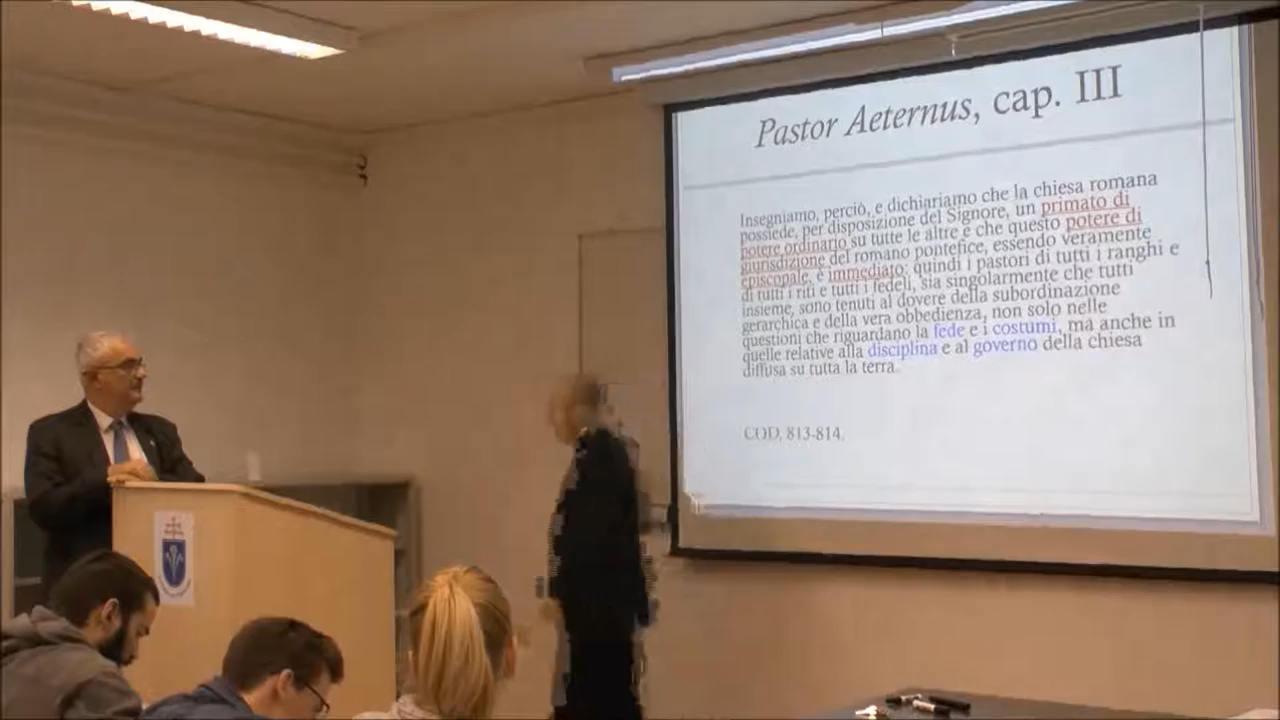 Pastor Aeternus, cap. III
Insegniamo, perciò, e dichiariamo che la chiesa romana
possiede, per disposizione del Signore, un primato di
potere ordinario su tutte le altre e che questo potere di
giurisdizione del romano pontefice, essendo veramente
episcopale, è immediato: quindi i pastori di tutti i ranghi e
di tutti i riti e tutti i fedeli, sia singolarmente che tutti
insieme, sono tenuti al dovere della subordinazione
gerarchica e della vera obbedienza, non solo nelle
questioni che riguardano la fede e i costumi, ma anche in
quelle relative alla disciplina e al governo della chiesa
diffusa su tutta la terra.
COD, 813-814.